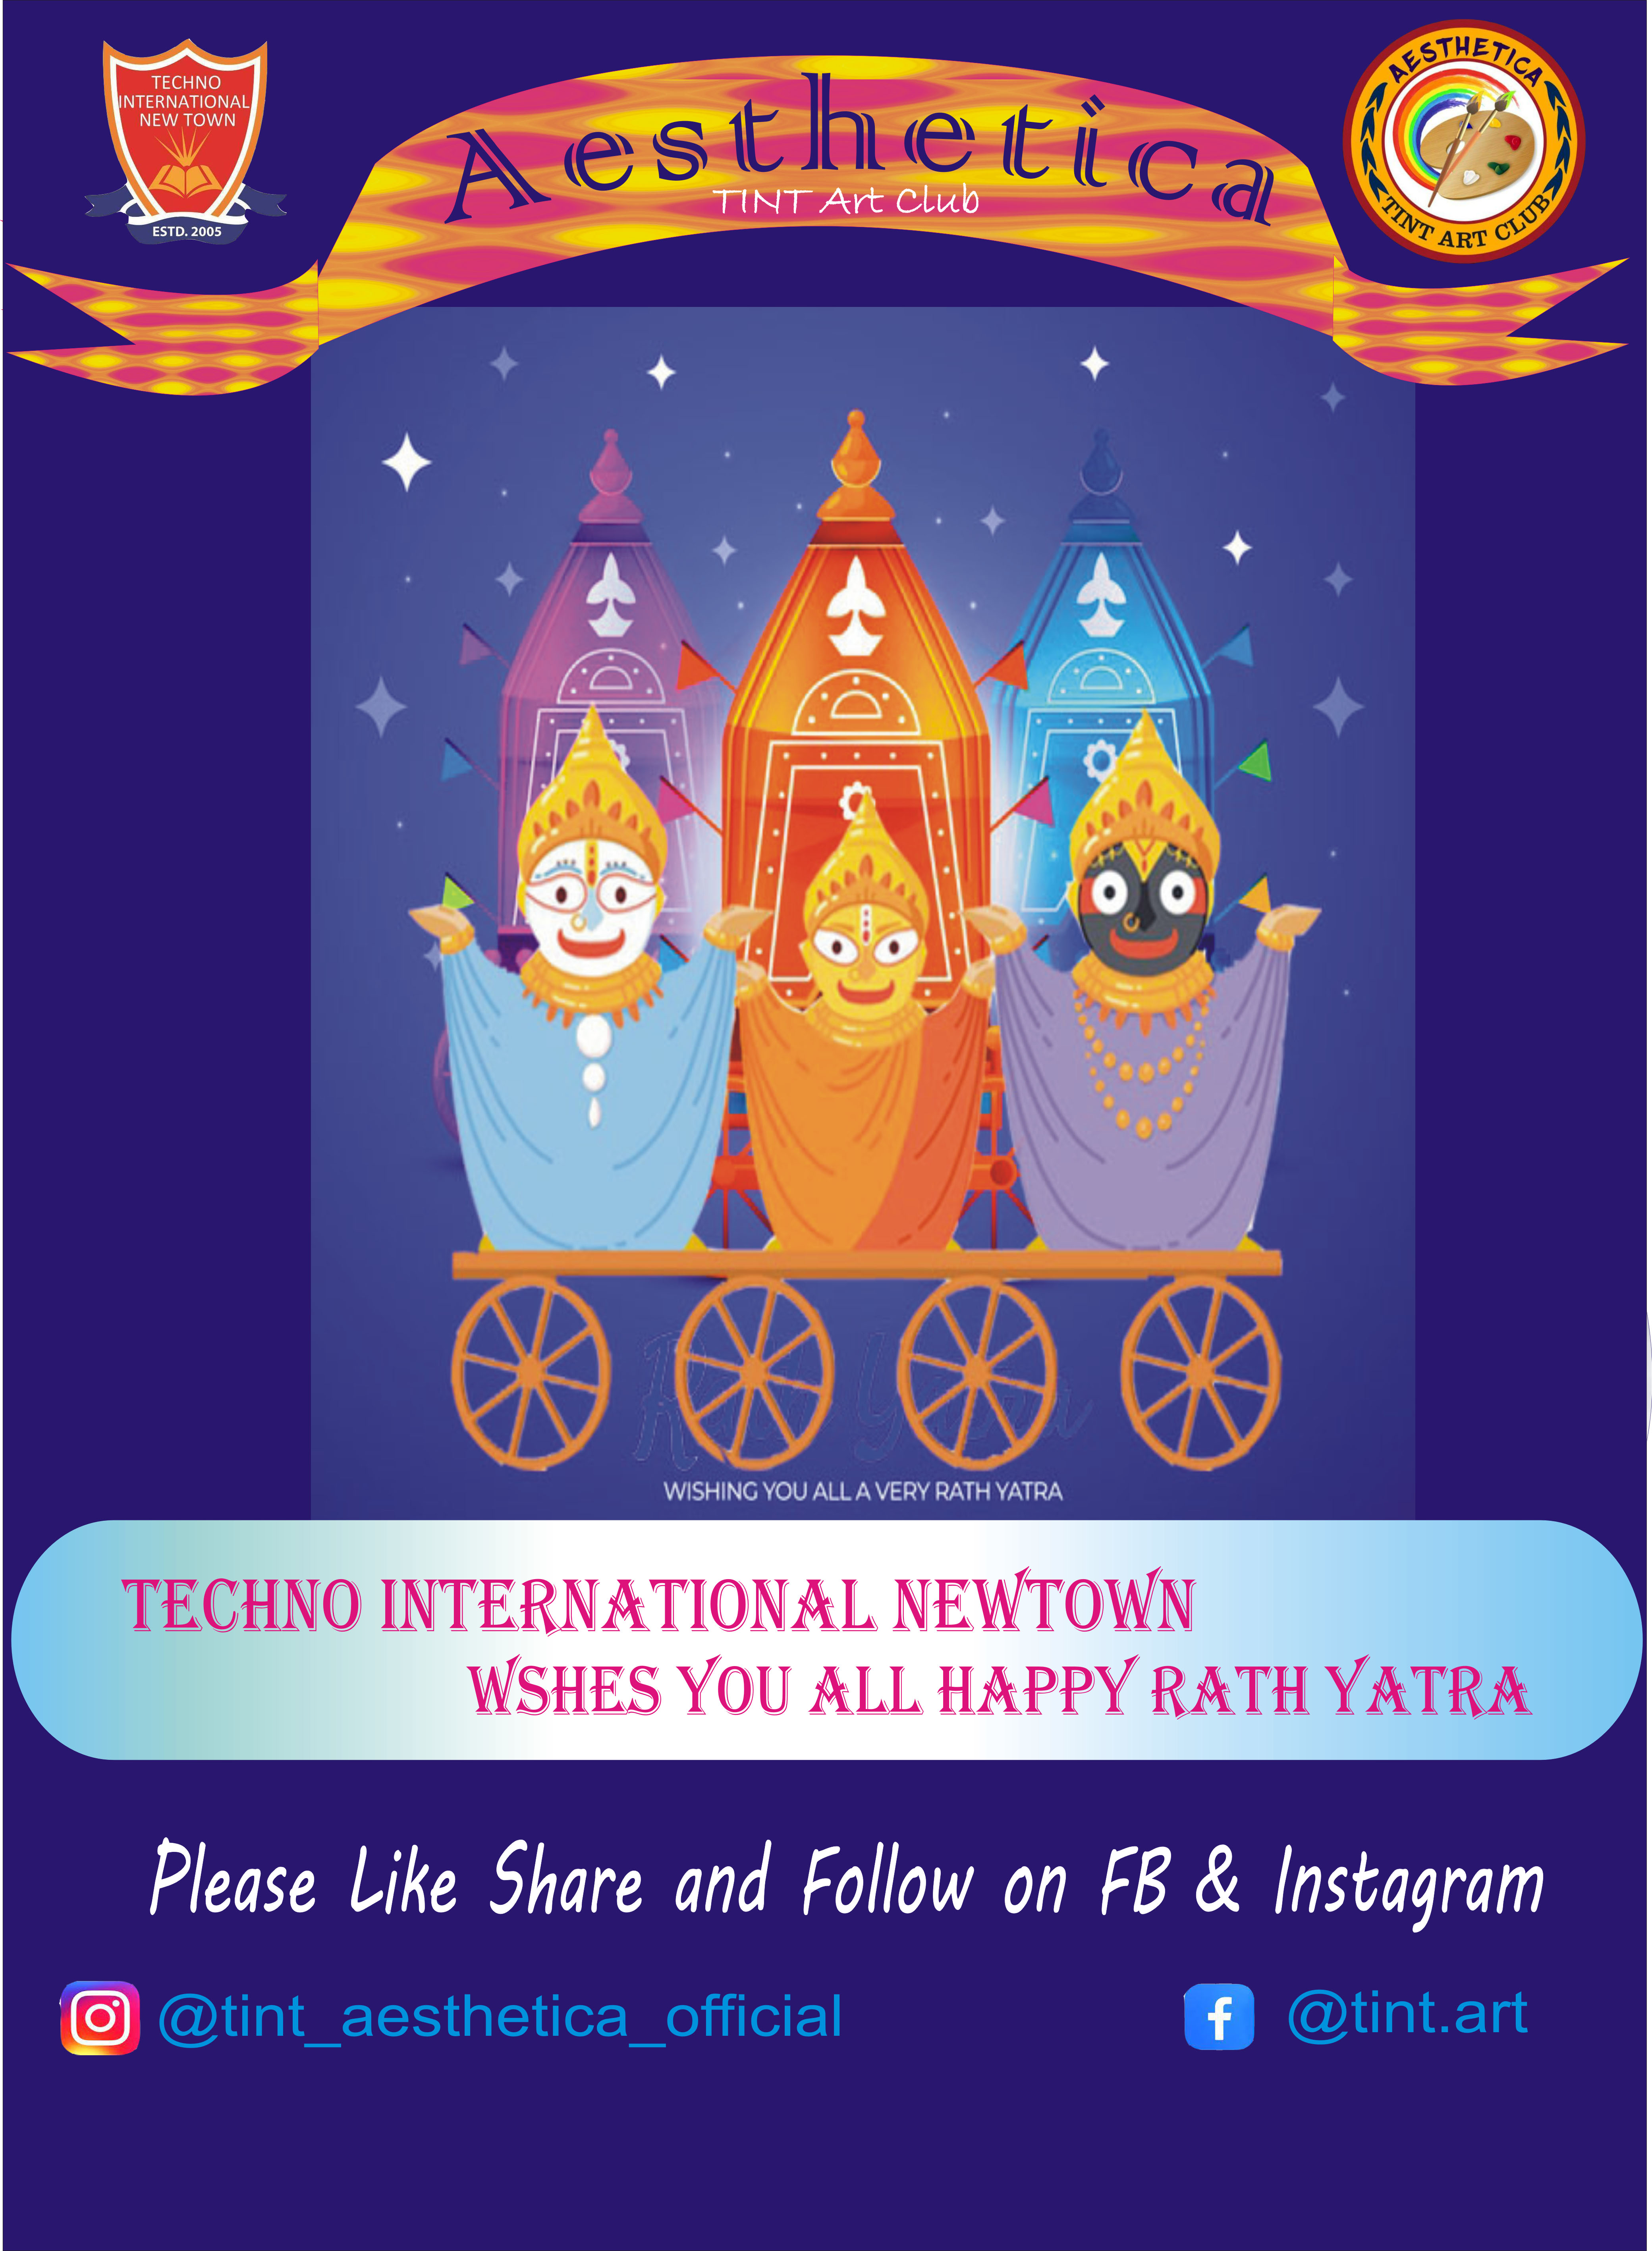 TECHNO
INTERNATIONAL
NEW TOWN
ESTD. 2005
Aesthetica
TINT Art Club
AESTHETICA
TINT ART CLUB
Rath Yatra
WISHING YOU ALL A VERY RATH YATRA
TECHNO INTERNATIONAL NEWTOWN
WSHES YOU ALL HAPPY RATH YATRA
Please Like Share and Follow on FB & Instagram
@tint_aesthetica_official
@tint.art